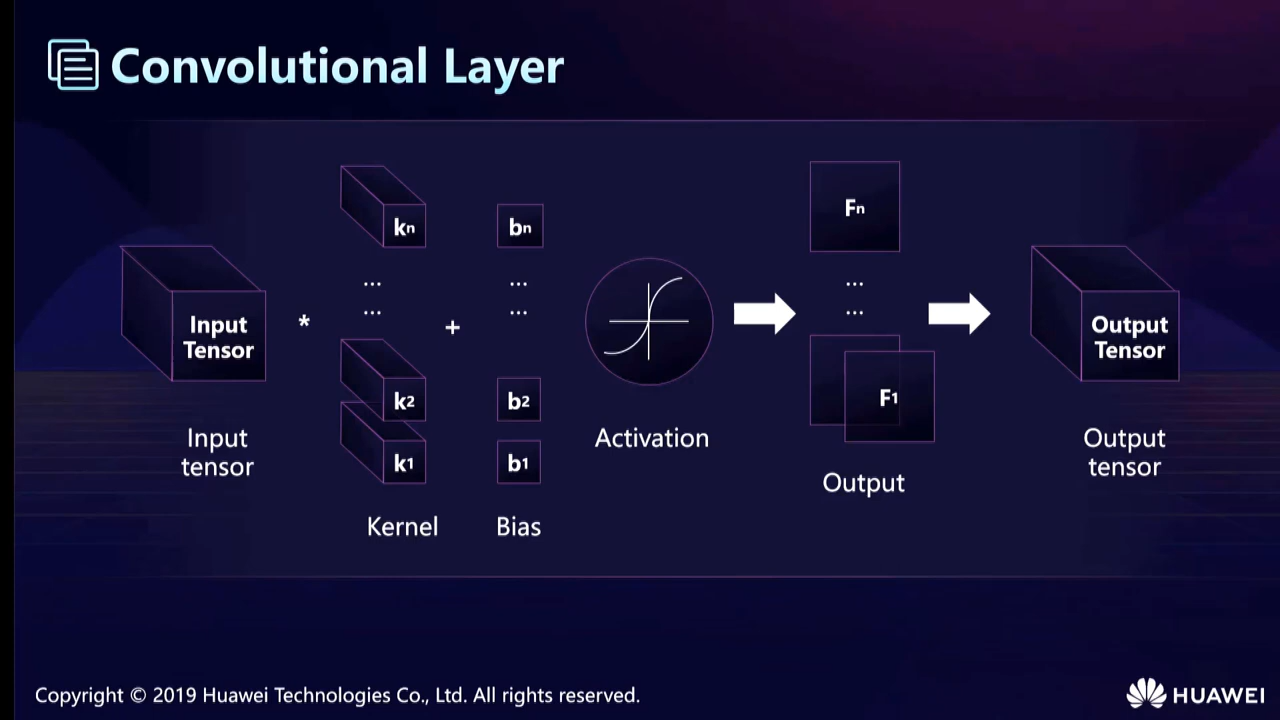 Convolutional Layer
Input
Tensor
Input
tensor
*
kn
...
...
k2
k1
Kernel
+
bn
...
...
b2
b1
Bias
Activation
Fn
...
...
F1
Output
Output
Tensor
Output
tensor
Copyright © 2019 Huawei Technologies Co., Ltd. All rights reserved.
HUAWEI